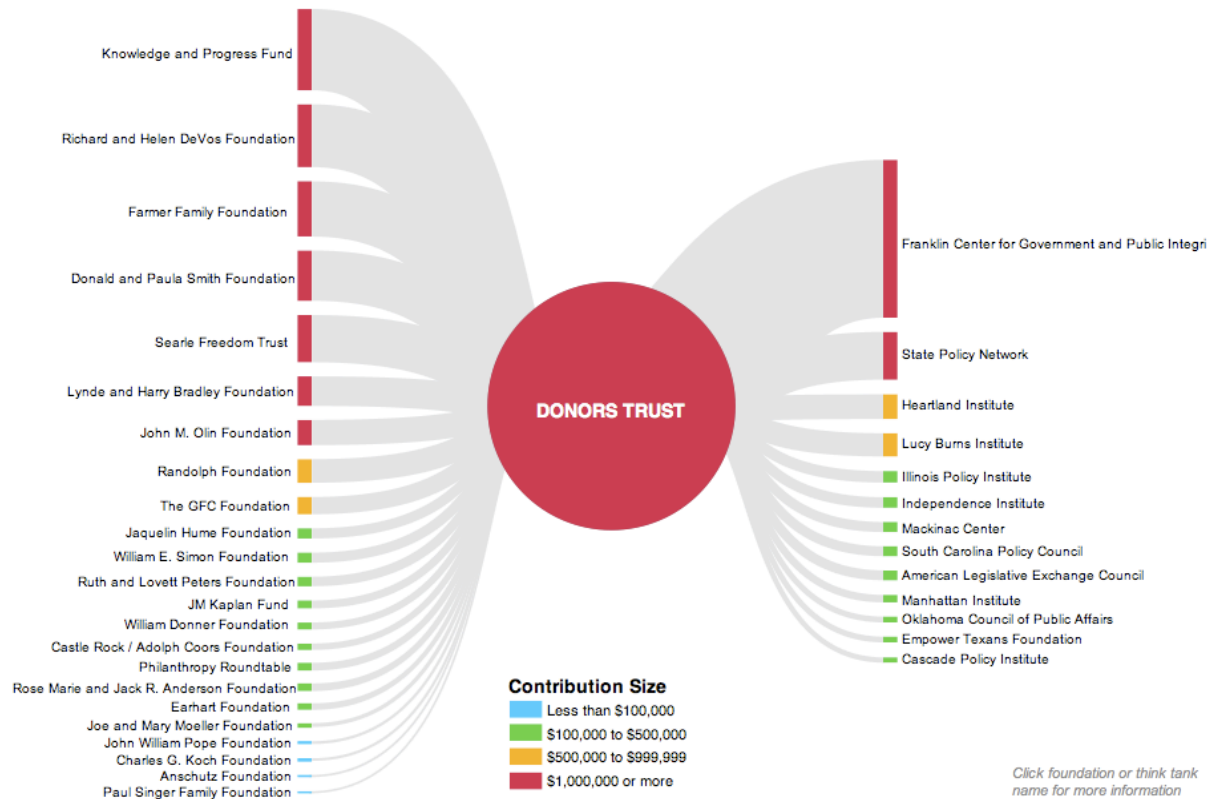 Knowledge and Progress Fund
Richard and Helen DeVos Foundation
Farmer Family Foundation
Donald and Paula Smith Foundation
Searle Freedom Trust
Lynde and Harry Bradley Foundation
John M. Olin Foundation
Randolph Foundation
The GFC Foundation
Jaquelin Hume Foundation
William E. Simon Foundation
Ruth and Lovett Peters Foundation
JM Kaplan Fund
William Donner Foundation
Castle Rock / Adolph Coors Foundation
Philanthropy Roundtable
Rose Marie and Jack R. Anderson Foundation
Earhart Foundation
Joe and Mary Moeller Foundation
John William Pope Foundation
Charles G. Koch Foundation
Anschutz Foundation
Paul Singer Family Foundation
DONORS TRUST
Franklin Center for Government and Public Integri
State Policy Network
Heartland Institute
Lucy Burns Institute
Illinois Policy Institute
Independence Institute
Mackinac Center
South Carolina Policy Council
American Legislative Exchange Council
Manhattan Institute
Oklahoma Council of Public Affairs
Empower Texans Foundation
Cascade Policy Institute
Contribution Size
Less than $100,000
$100,000 to $500,000
$500,000 to $999,999
$1,000,000 or more
Click foundation or think tank
name for more information